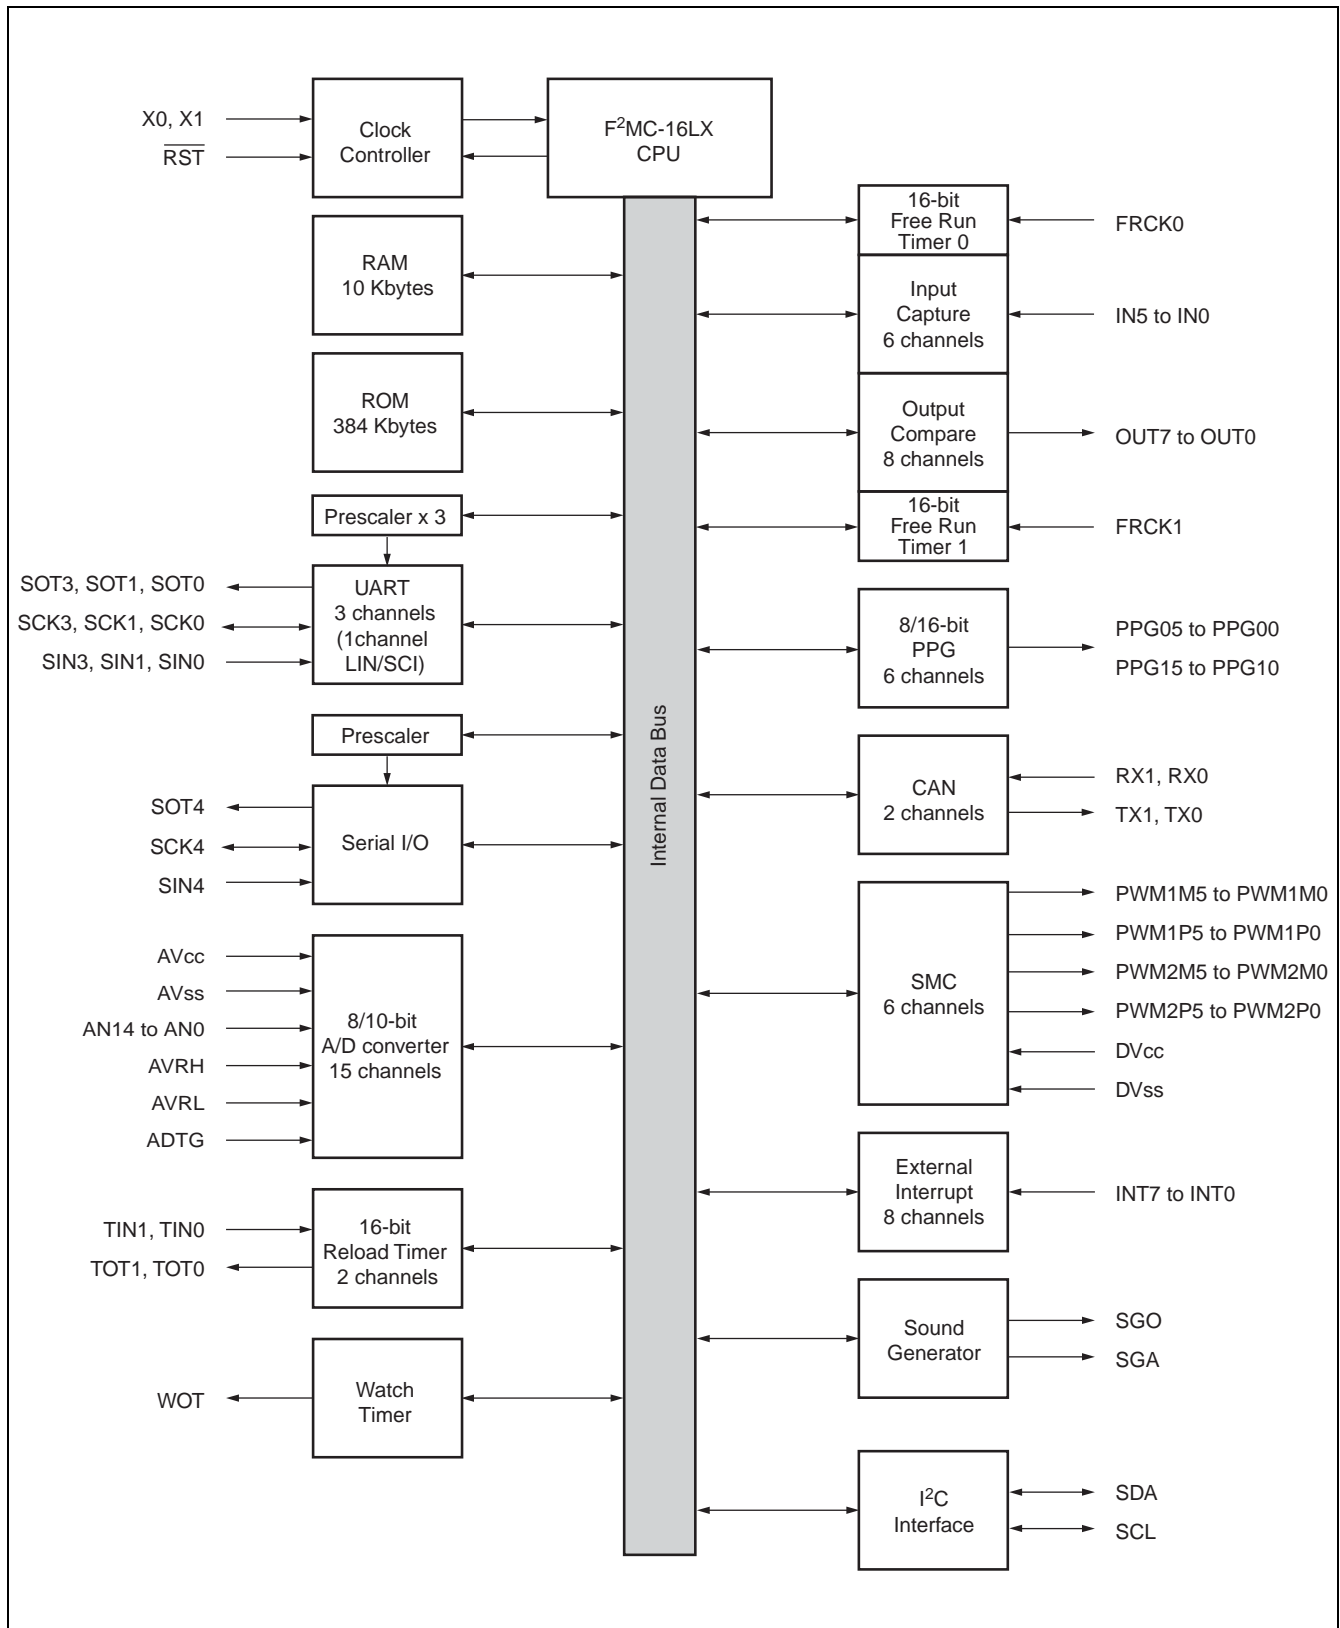 X0, X1
RST
Clock
Controller
F²MC-16LX
CPU
RAM
10 Kbytes
ROM
384 Kbytes
Prescaler x 3
SOT3, SOT1, SOT0
SCK3, SCK1, SCK0
SIN3, SIN1, SIN0
UART
3 channels
(1channel
LIN/SCI)
Prescaler
SOT4
SCK4
SIN4
Serial I/O
AVcc
AVss
AN14 to AN0
AVRH
AVRL
ADTG
8/10-bit
A/D converter
15 channels
TIN1, TIN0
TOT1, TOT0
16-bit
Reload Timer
2 channels
WOT
Watch
Timer
Internal Data Bus
16-bit
Free Run
Timer 0
FRCK0
Input
Capture
6 channels
IN5 to IN0
Output
Compare
8 channels
OUT7 to OUT0
16-bit
Free Run
Timer 1
FRCK1
8/16-bit
PPG
6 channels
PPG05 to PPG00
PPG15 to PPG10
CAN
2 channels
RX1, RX0
TX1, TX0
SMC
6 channels
PWM1M5 to PWM1M0
PWM1P5 to PWM1P0
PWM2M5 to PWM2M0
PWM2P5 to PWM2P0
DVcc
DVss
External
Interrupt
8 channels
INT7 to INT0
Sound
Generator
SGO
SGA
I²C
Interface
SDA
SCL